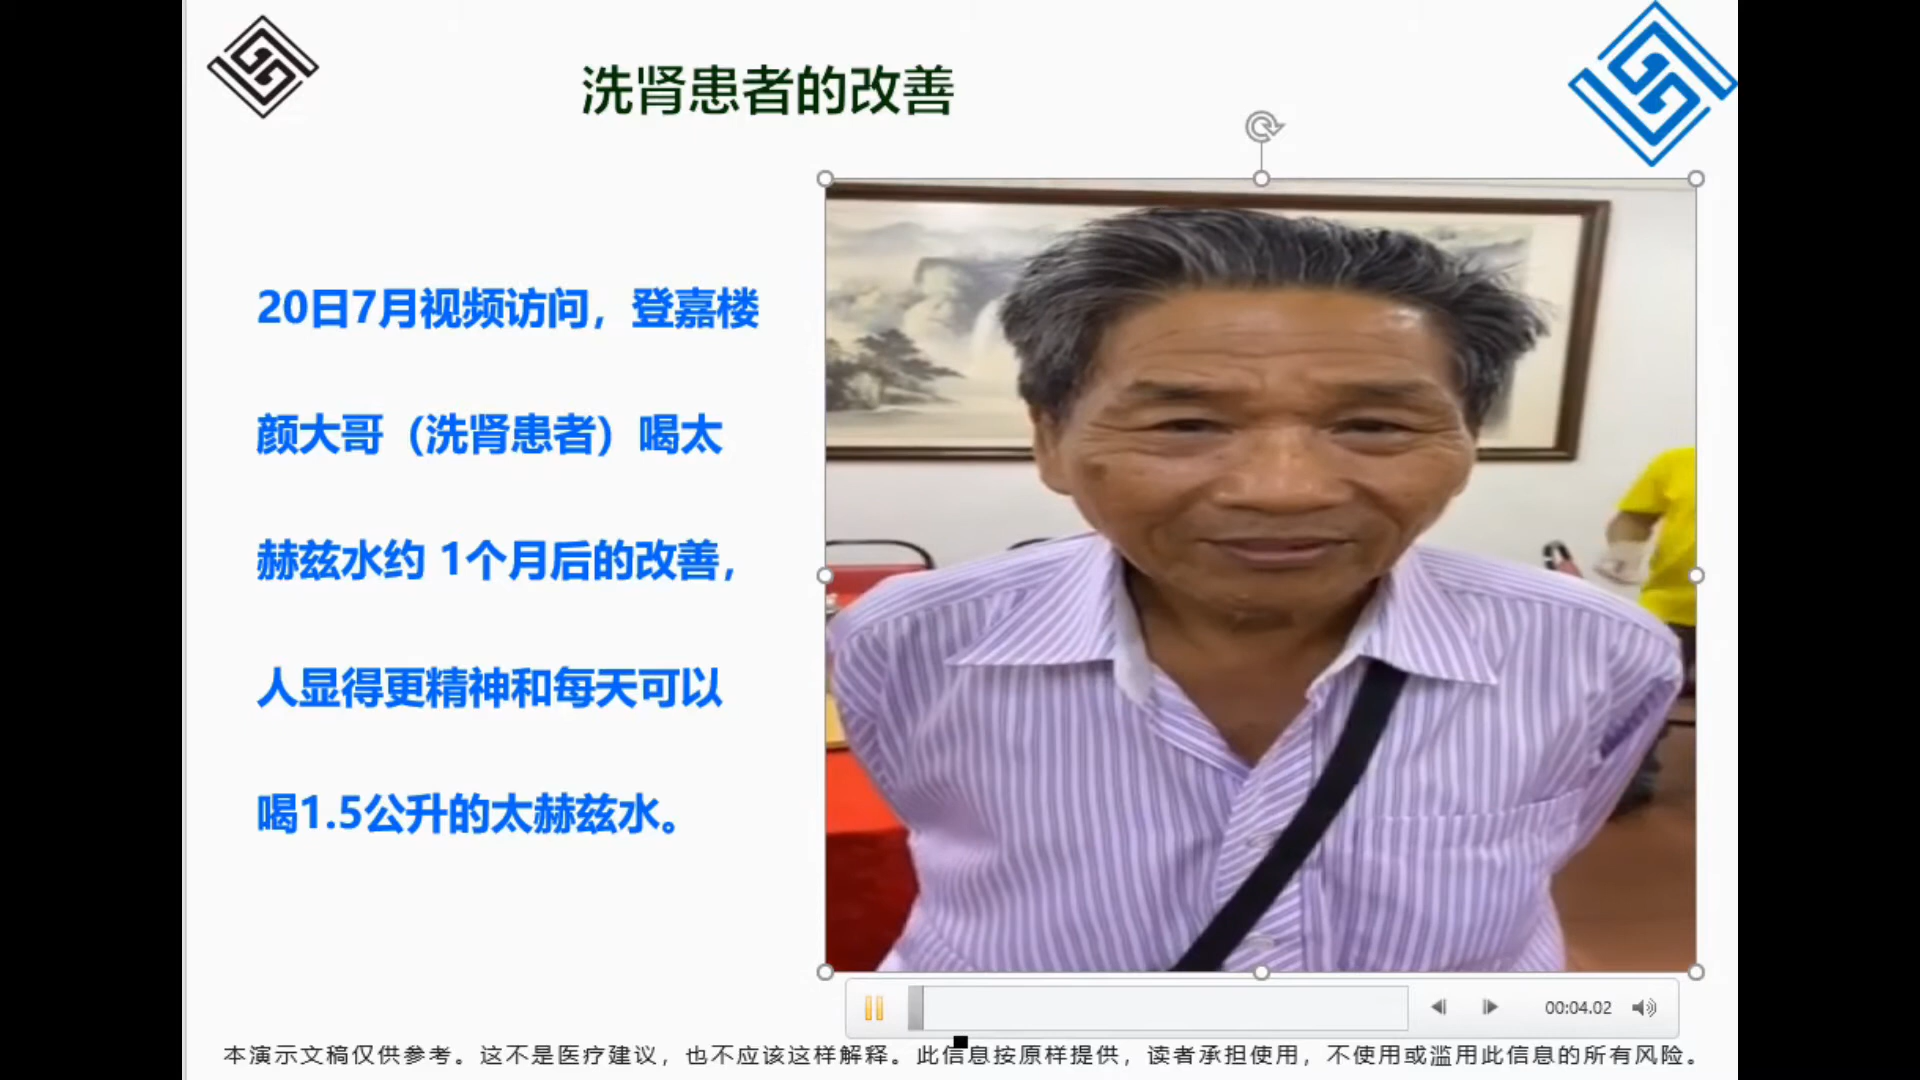 洗肾患者的改善
20日7月视频访问，登嘉楼
颜大哥（洗肾患者）喝太
赫兹水约 1个月后的改善，
人显得更精神和每天可以
喝1.5公升的太赫兹水。
00:04.02
本演示文稿仅供参考。这不是医疗建议，也不应该这样解释。此信息按原样提供，读者承担使用，不使用或滥用此信息的所有风险。